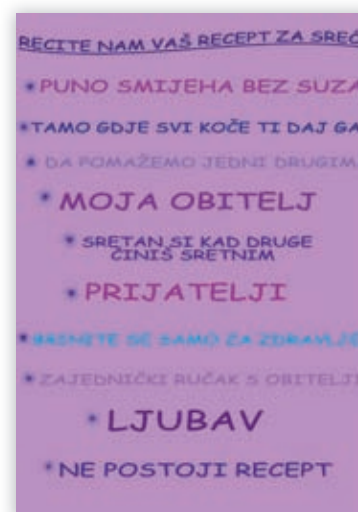 RECITE NAM VAŠ RECEPT ZA SREĆ
* PUNO SMIJEHA BEZ SUZA
* TAMO GDJE SVI KOČE TI DAJ GA
* DA POMAŽEMO JEDNI DRUGIM
* MOJA OBITELJ
* SRETAN SI KAD DRUGE
ČINIŠ SRETNIM
* PRIJATELJI
* BRINITE SE SAMO ZA ZDRAVLJE
* ZAJEDNIČKI RUČAK S OBITELJI
* LJUBAV
* NE POSTOJI RECEPT